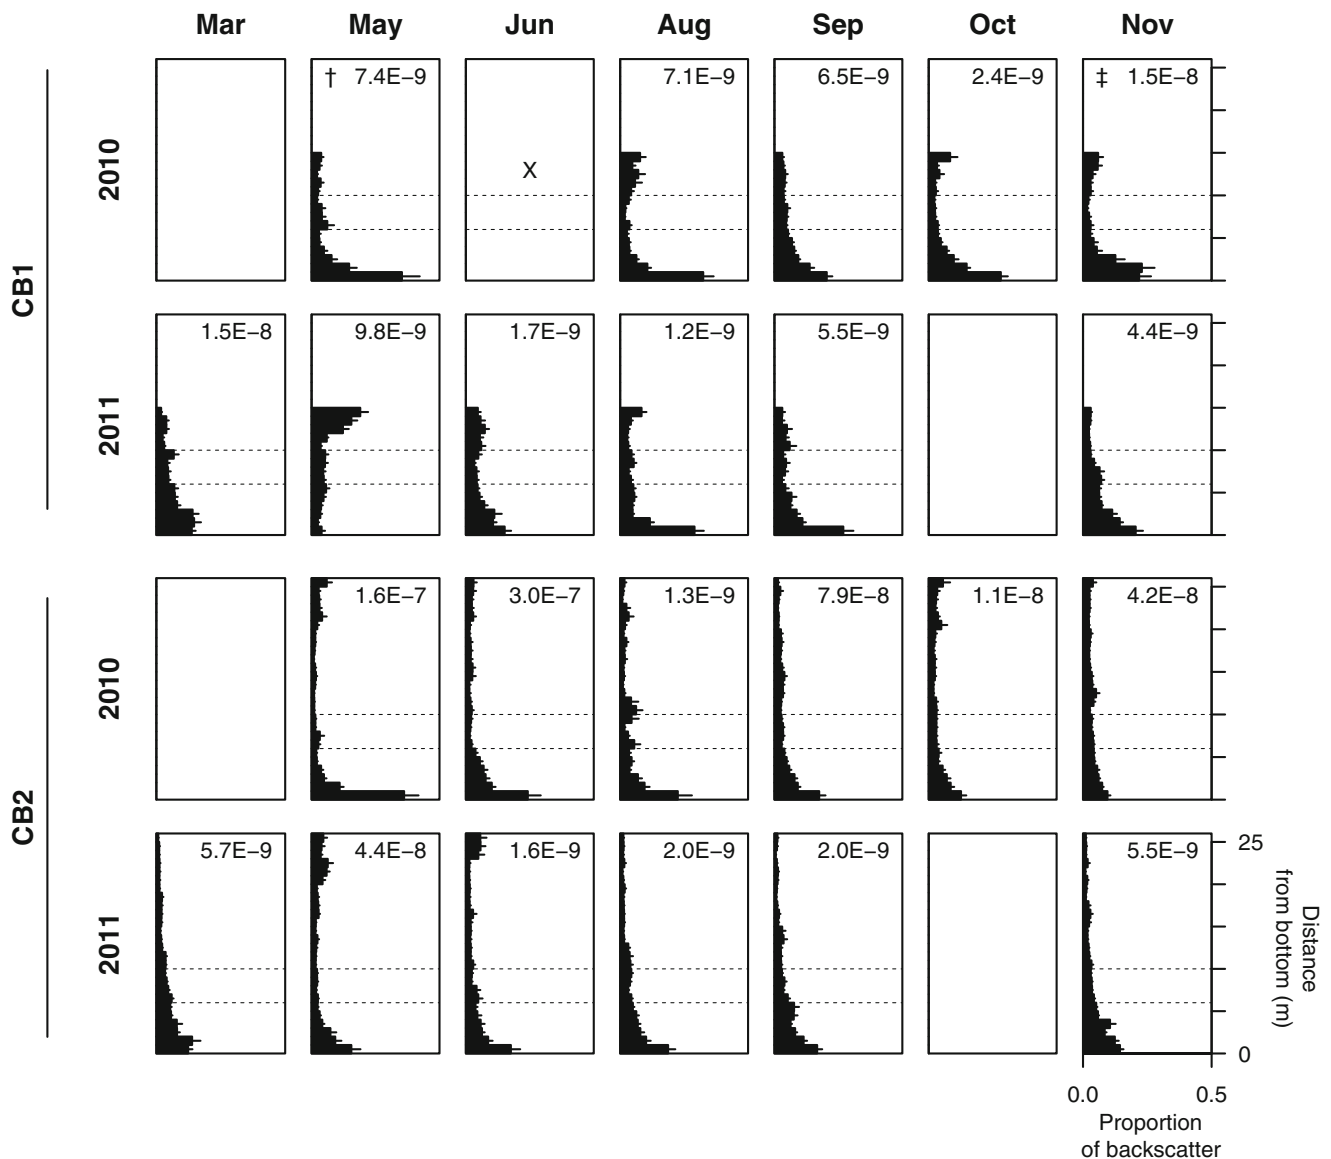 Mar May Jun Aug Sep Oct Nov
CB1
2010
† 7.4E−9
X
7.1E−9
6.5E−9
2.4E−9
‡ 1.5E−8
2011
1.5E−8
9.8E−9
1.7E−9
1.2E−9
5.5E−9
4.4E−9
CB2
2010
1.6E−7
3.0E−7
1.3E−9
7.9E−8
1.1E−8
4.2E−8
2011
5.7E−9
4.4E−8
1.6E−9
2.0E−9
2.0E−9
5.5E−9
25
0
Distance
from bottom (m)
0.0 0.5
Proportion
of backscatter